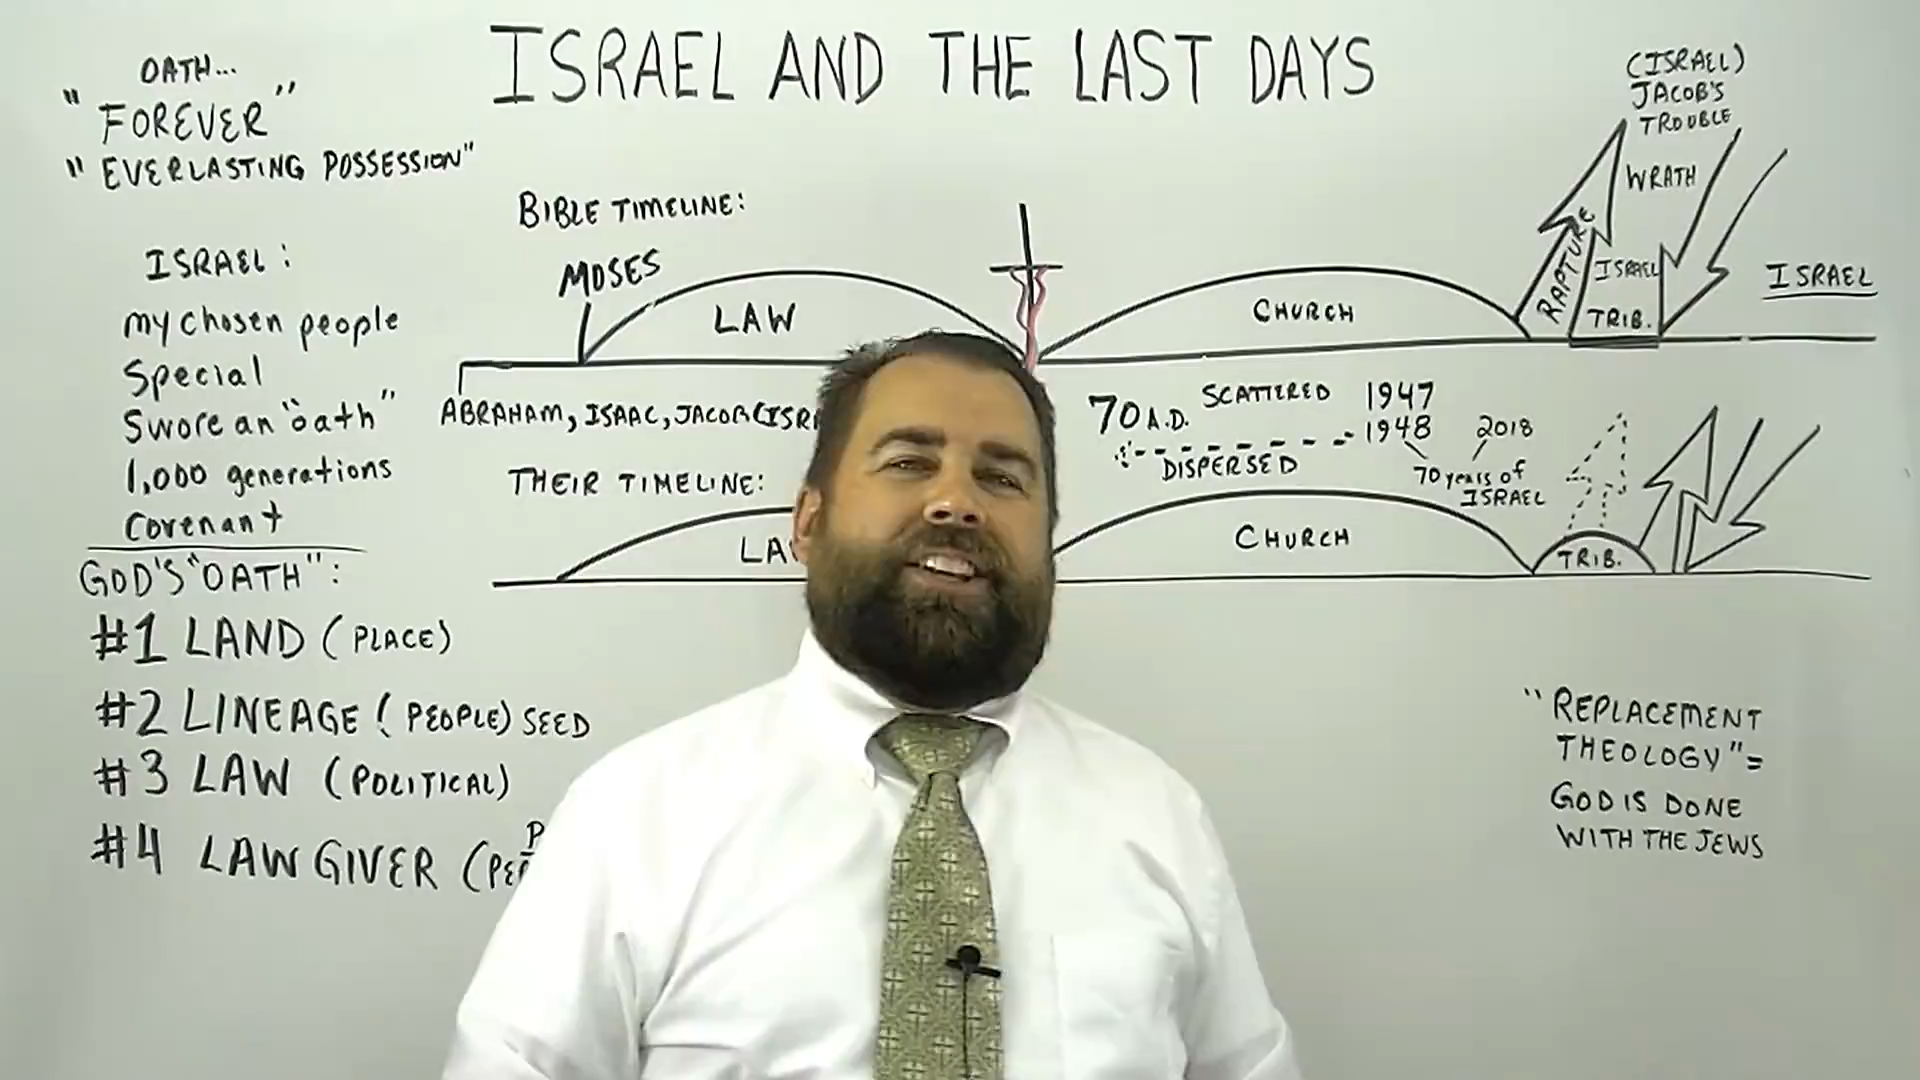 ISRAEL AND THE LAST DAYS
OATH...
"FOREVER"
"EVERLASTING POSSESSION"
ISRAEL:
my chosen people
Special
Swore an "oath"
1,000 generations
Covenant
GOD'S "OATH":
#1 LAND (PLACE)
#2 LINEAGE (PEOPLE) SEED
#3 LAW (POLITICAL)
#4 LAW GIVER
BIBLE TIMELINE:
MOSES
LAW
CHURCH
RAPTURE
(ISRAEL)
JACOB'S
TROUBLE
WRATH
ISRAEL
TRIB.
ISRAEL
ABRAHAM, ISAAC, JACOB
70 A.D.
SCATTERED
DISPERSED
1947
1948
2018
70 years of
ISRAEL
THEIR TIMELINE:
CHURCH
TRIB.
"REPLACEMENT
THEOLOGY" =
GOD IS DONE
WITH THE JEWS